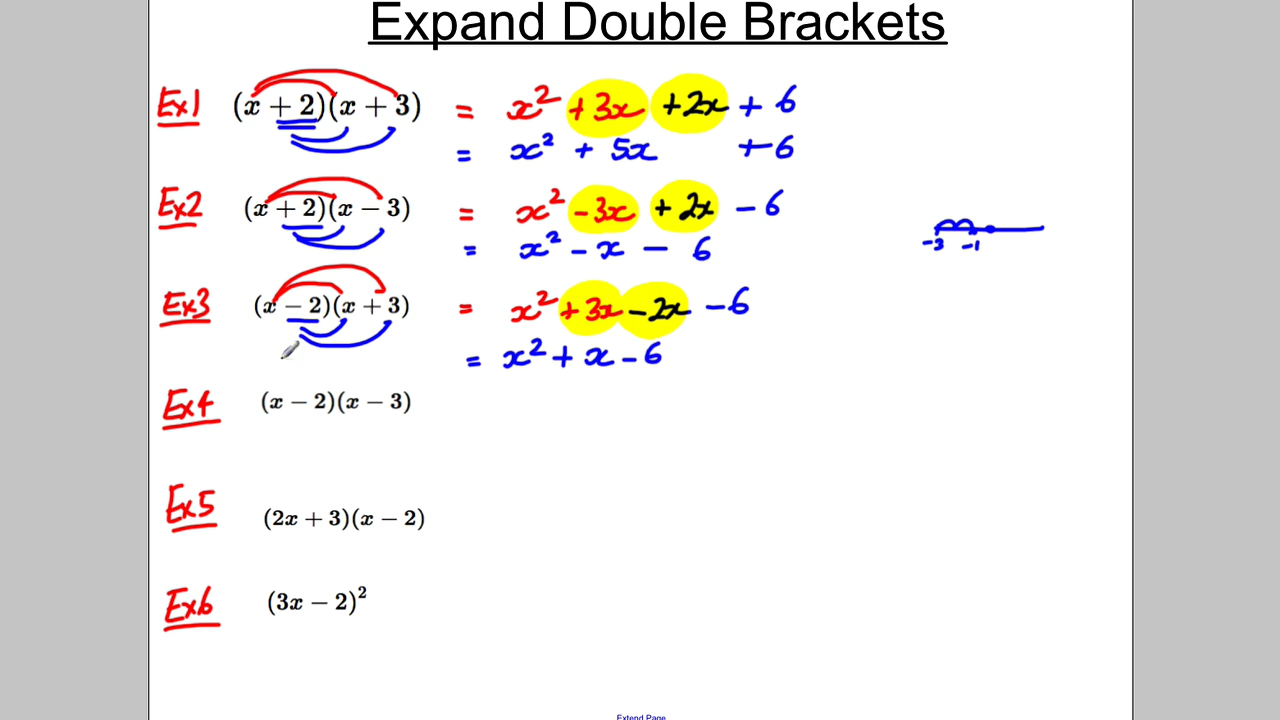 Expand Double Brackets
Ex1 (x + 2)(x + 3) = x² + 3x + 2x + 6
= x² + 5x + 6
Ex2 (x + 2)(x − 3) = x² − 3x + 2x − 6
= x² − x − 6
-3 -1
Ex3 (x − 2)(x + 3) = x² + 3x − 2x − 6
= x² + x − 6
Ex4 (x − 2)(x − 3)
Ex5 (2x + 3)(x − 2)
Ex6 (3x − 2)²
Extend Page